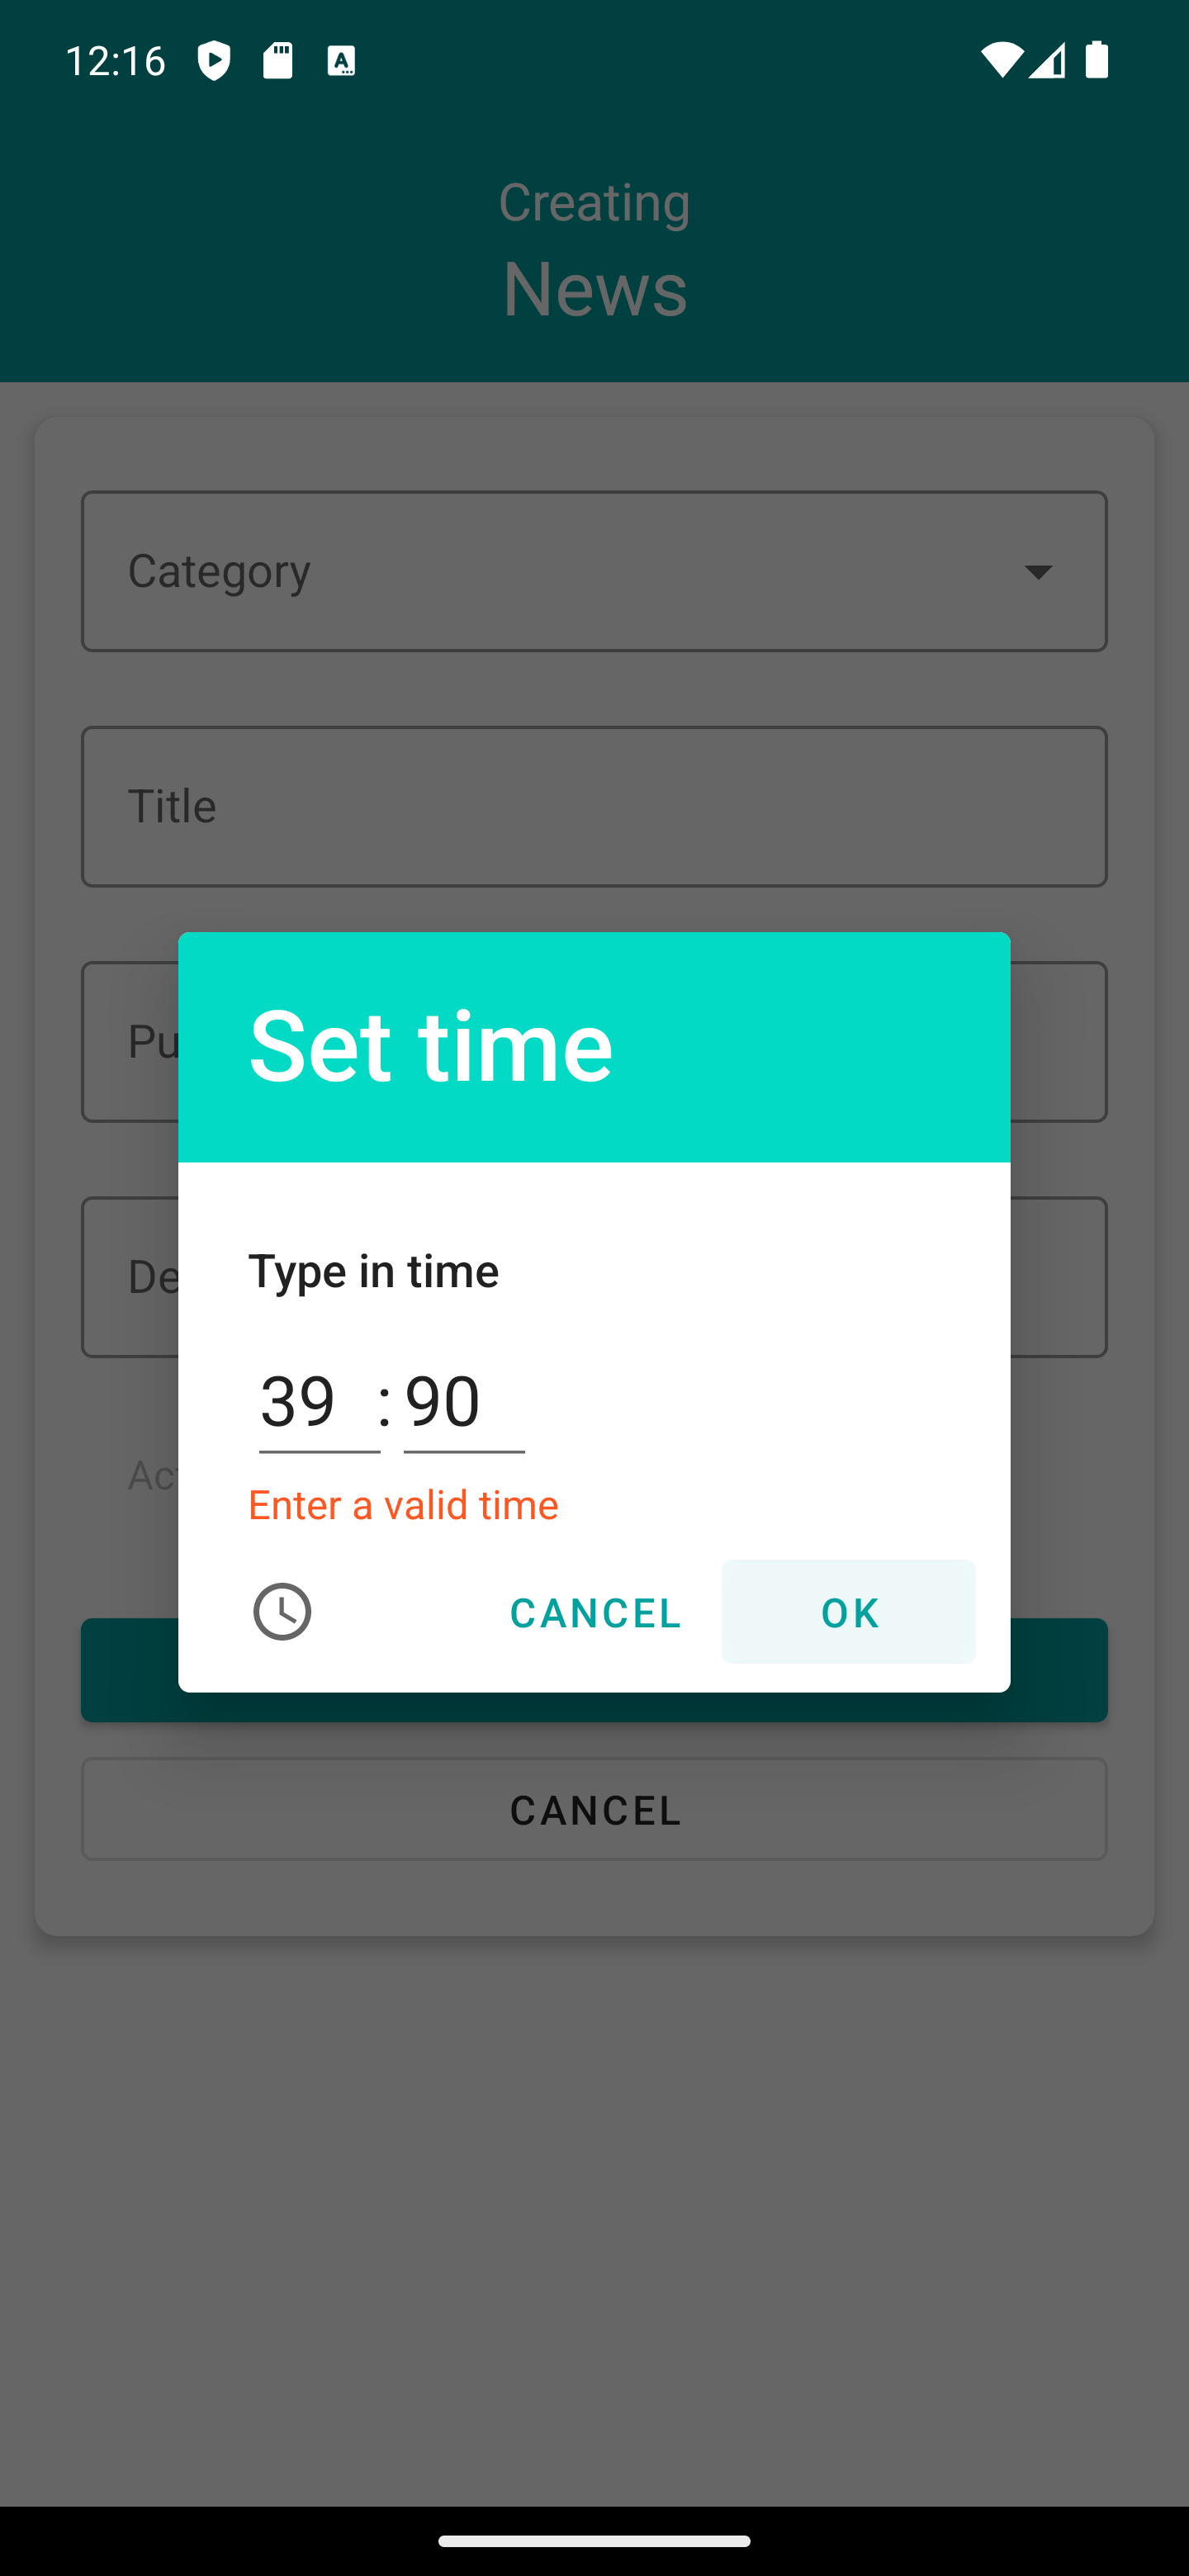 12:16
Creating
News
Category
Title
Pu
Set time
De
Type in time
39 : 90
Enter a valid time
Act
CANCEL OK
CANCEL